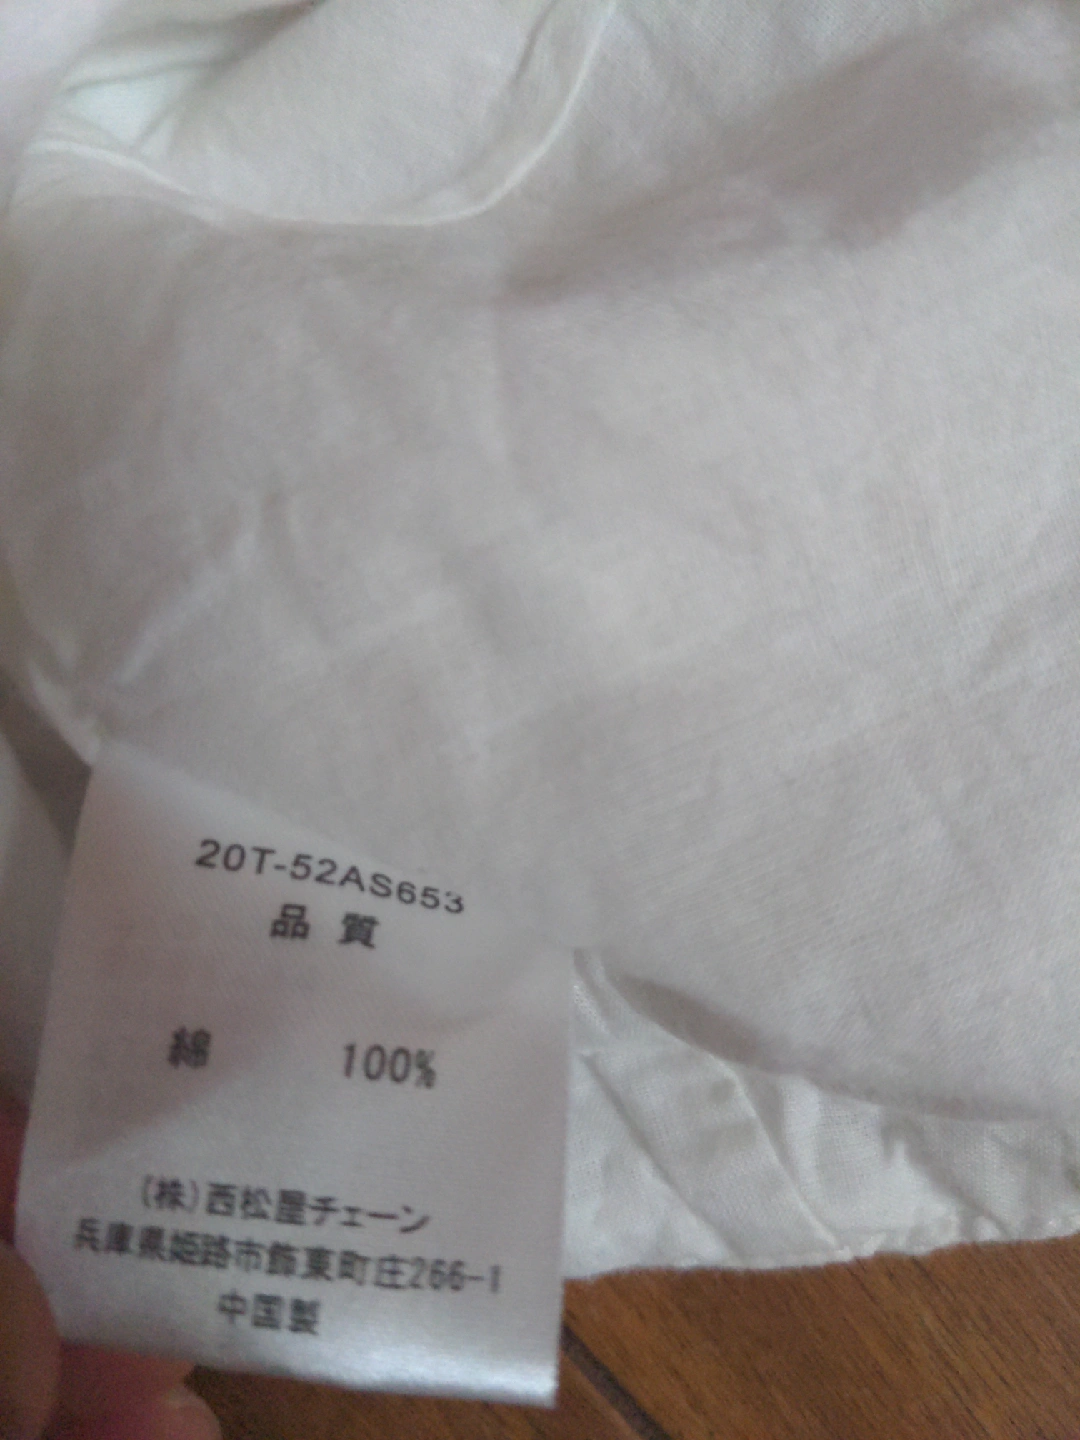 20T-52AS653
品 質
綿 100%
(株)西松屋チェーン
兵庫県姫路市飾東町庄266-1
中国製